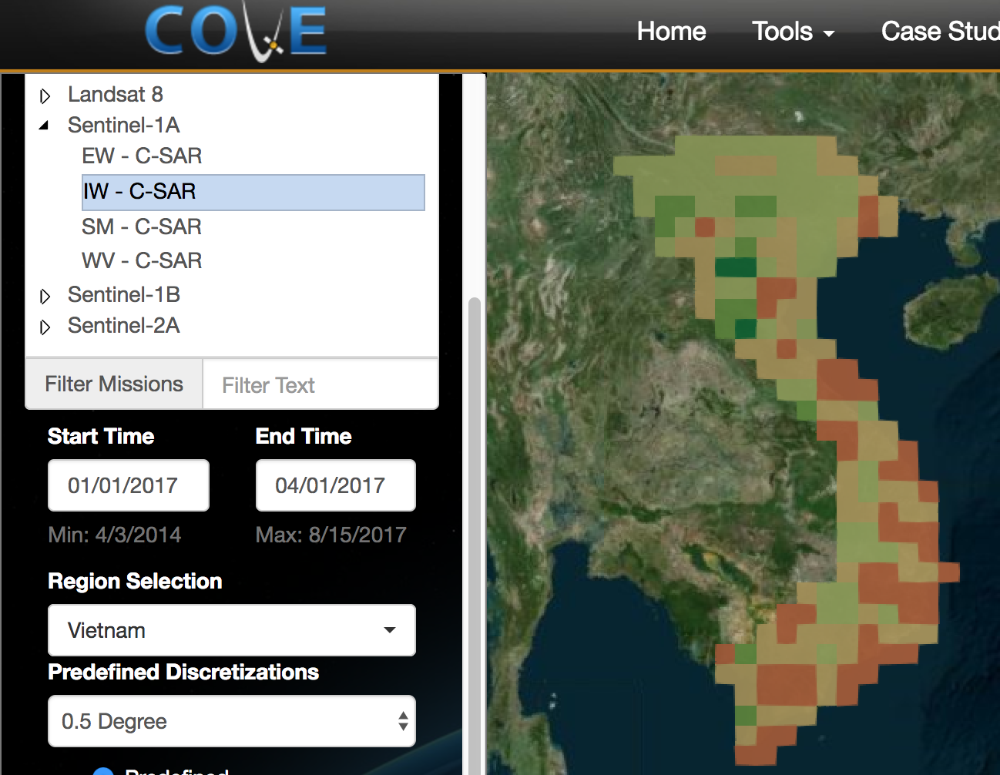 COVE
Home Tools Case Stud
Landsat 8
Sentinel-1A
EW - C-SAR
IW - C-SAR
SM - C-SAR
WV - C-SAR
Sentinel-1B
Sentinel-2A
Filter Missions Filter Text
Start Time End Time
01/01/2017 04/01/2017
Min: 4/3/2014 Max: 8/15/2017
Region Selection
Vietnam
Predefined Discretizations
0.5 Degree
Predefined